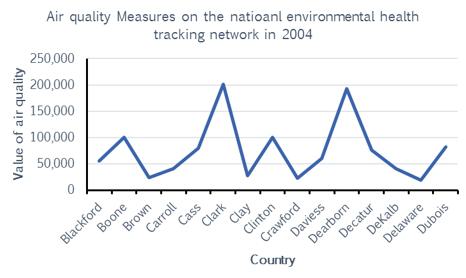 Air quality Measures on the natioanl environmental health
tracking network in 2004
Value of air quality
250,000
200,000
150,000
100,000
50,000
0
Blackford
Boone
Brown
Carroll
Cass
Clark
Clay
Clinton
Crawford
Daviess
Dearborn
Decatur
DeKalb
Delaware
Dubois
Country